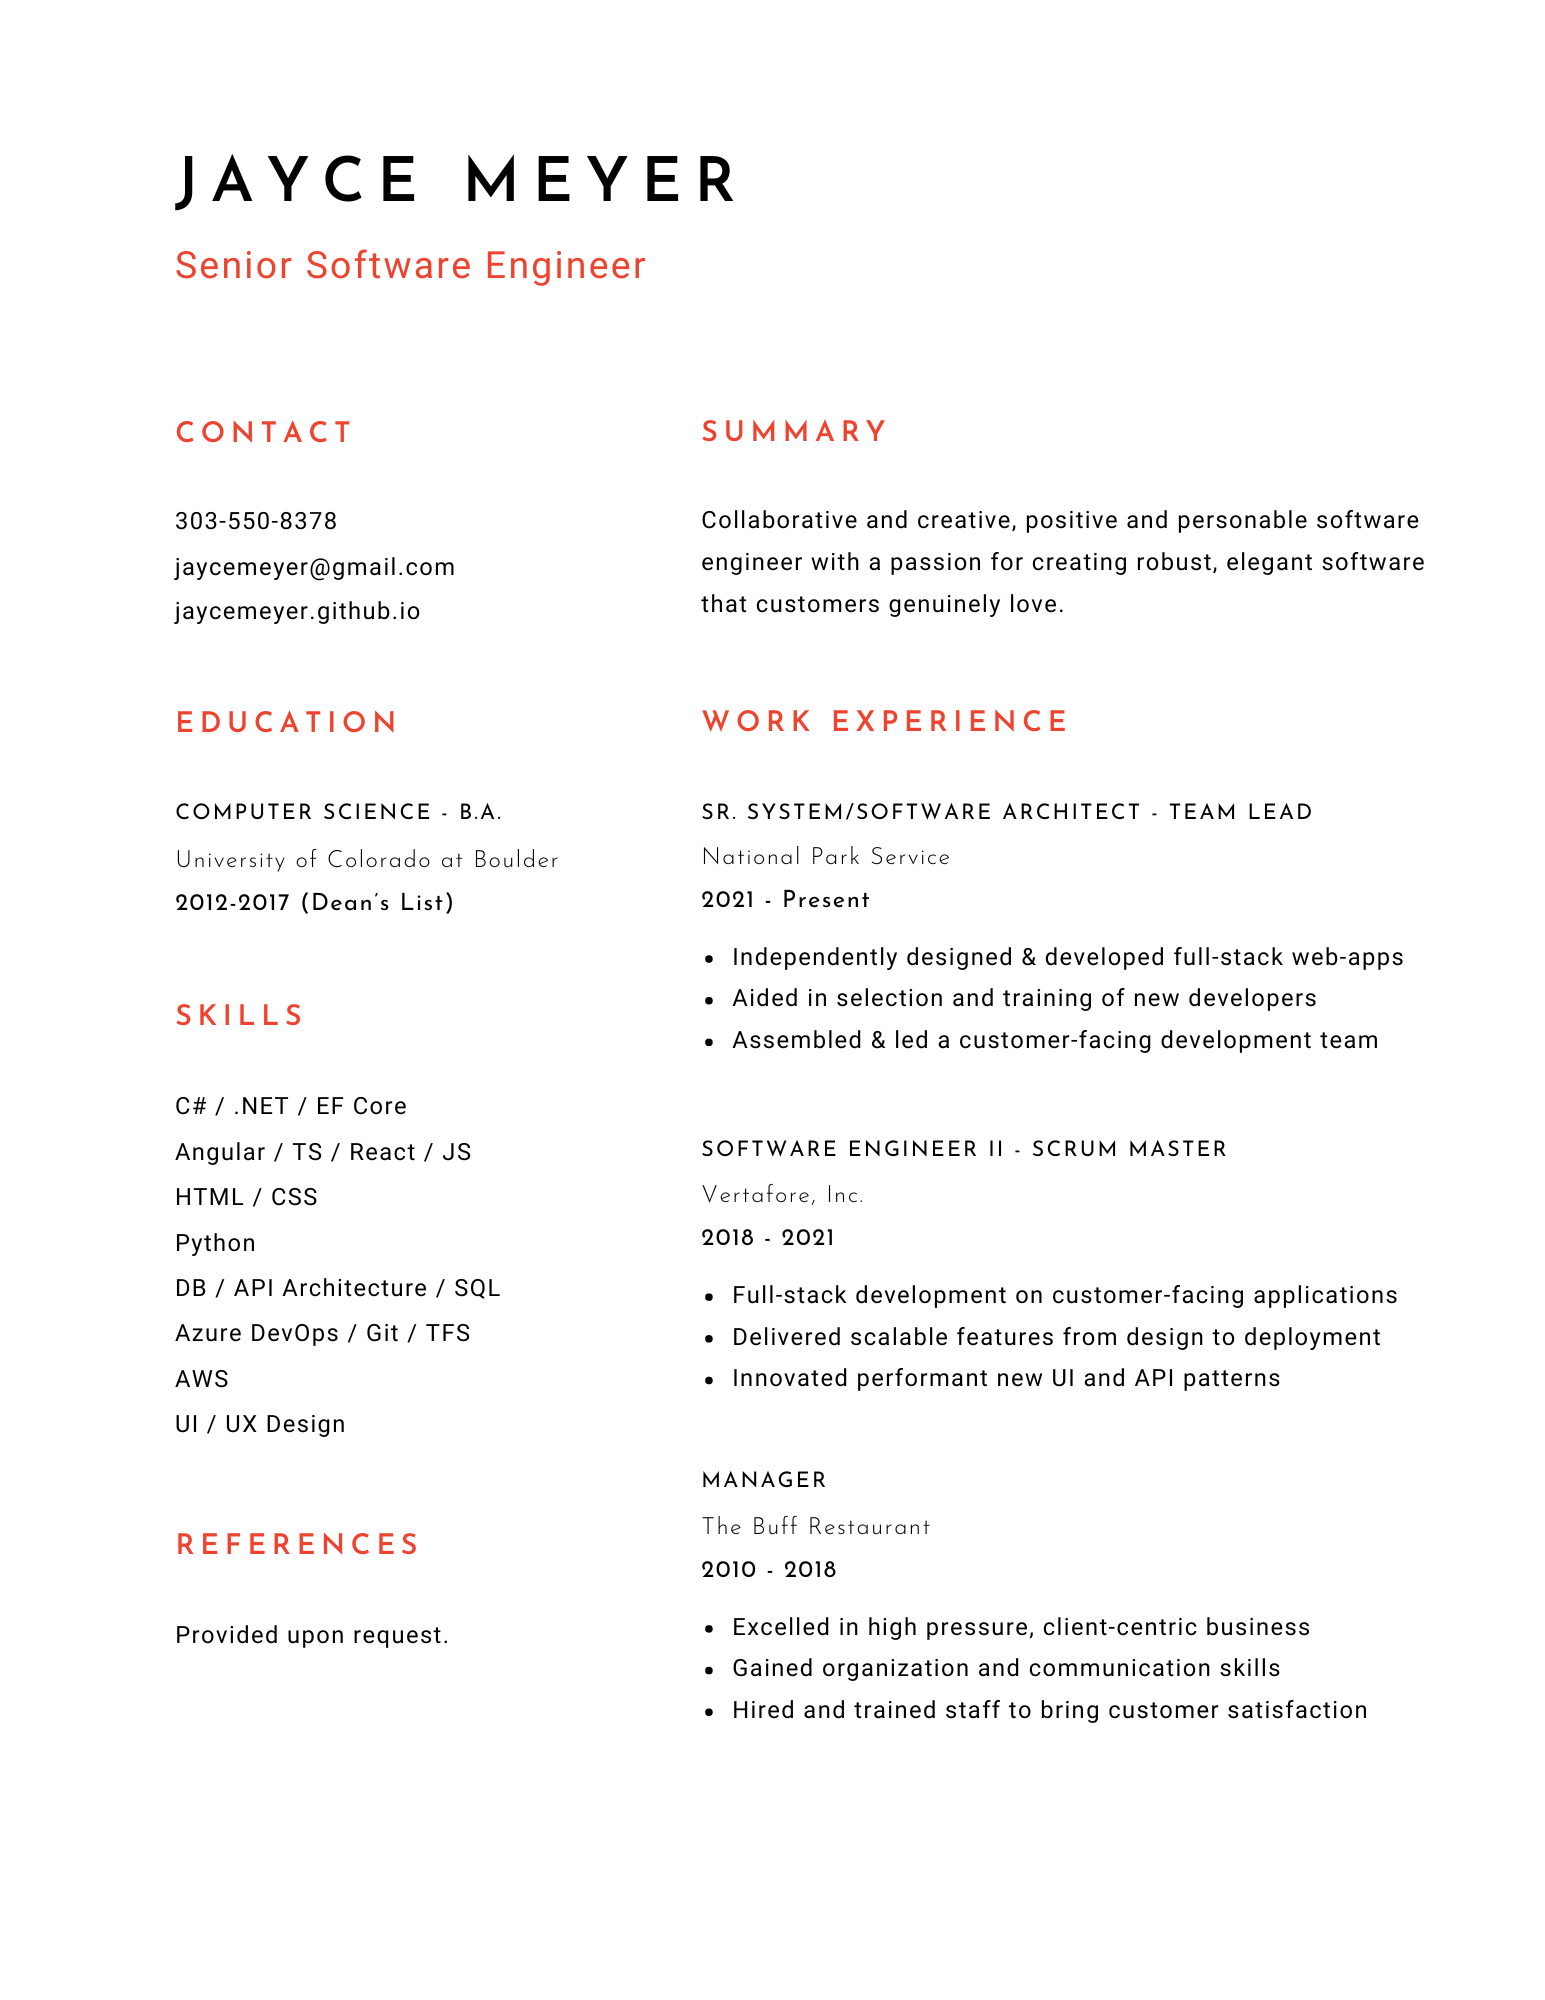 JAYCE MEYER
Senior Software Engineer
CONTACT
303-550-8378
jaycemeyer@gmail.com
jaycemeyer.github.io
EDUCATION
COMPUTER SCIENCE - B.A.
University of Colorado at Boulder
2012-2017 (Dean's List)
SKILLS
C# / .NET / EF Core
Angular / TS / React / JS
HTML / CSS
Python
DB / API Architecture / SQL
Azure DevOps / Git / TFS
AWS
UI / UX Design
REFERENCES
Provided upon request.
SUMMARY
Collaborative and creative, positive and personable software
engineer with a passion for creating robust, elegant software
that customers genuinely love.
WORK EXPERIENCE
SR. SYSTEM/SOFTWARE ARCHITECT - TEAM LEAD
National Park Service
2021 - Present
• Independently designed & developed full-stack web-apps
• Aided in selection and training of new developers
• Assembled & led a customer-facing development team
SOFTWARE ENGINEER II - SCRUM MASTER
Vertafore, Inc.
2018 - 2021
• Full-stack development on customer-facing applications
• Delivered scalable features from design to deployment
• Innovated performant new UI and API patterns
MANAGER
The Buff Restaurant
2010 - 2018
• Excelled in high pressure, client-centric business
• Gained organization and communication skills
• Hired and trained staff to bring customer satisfaction